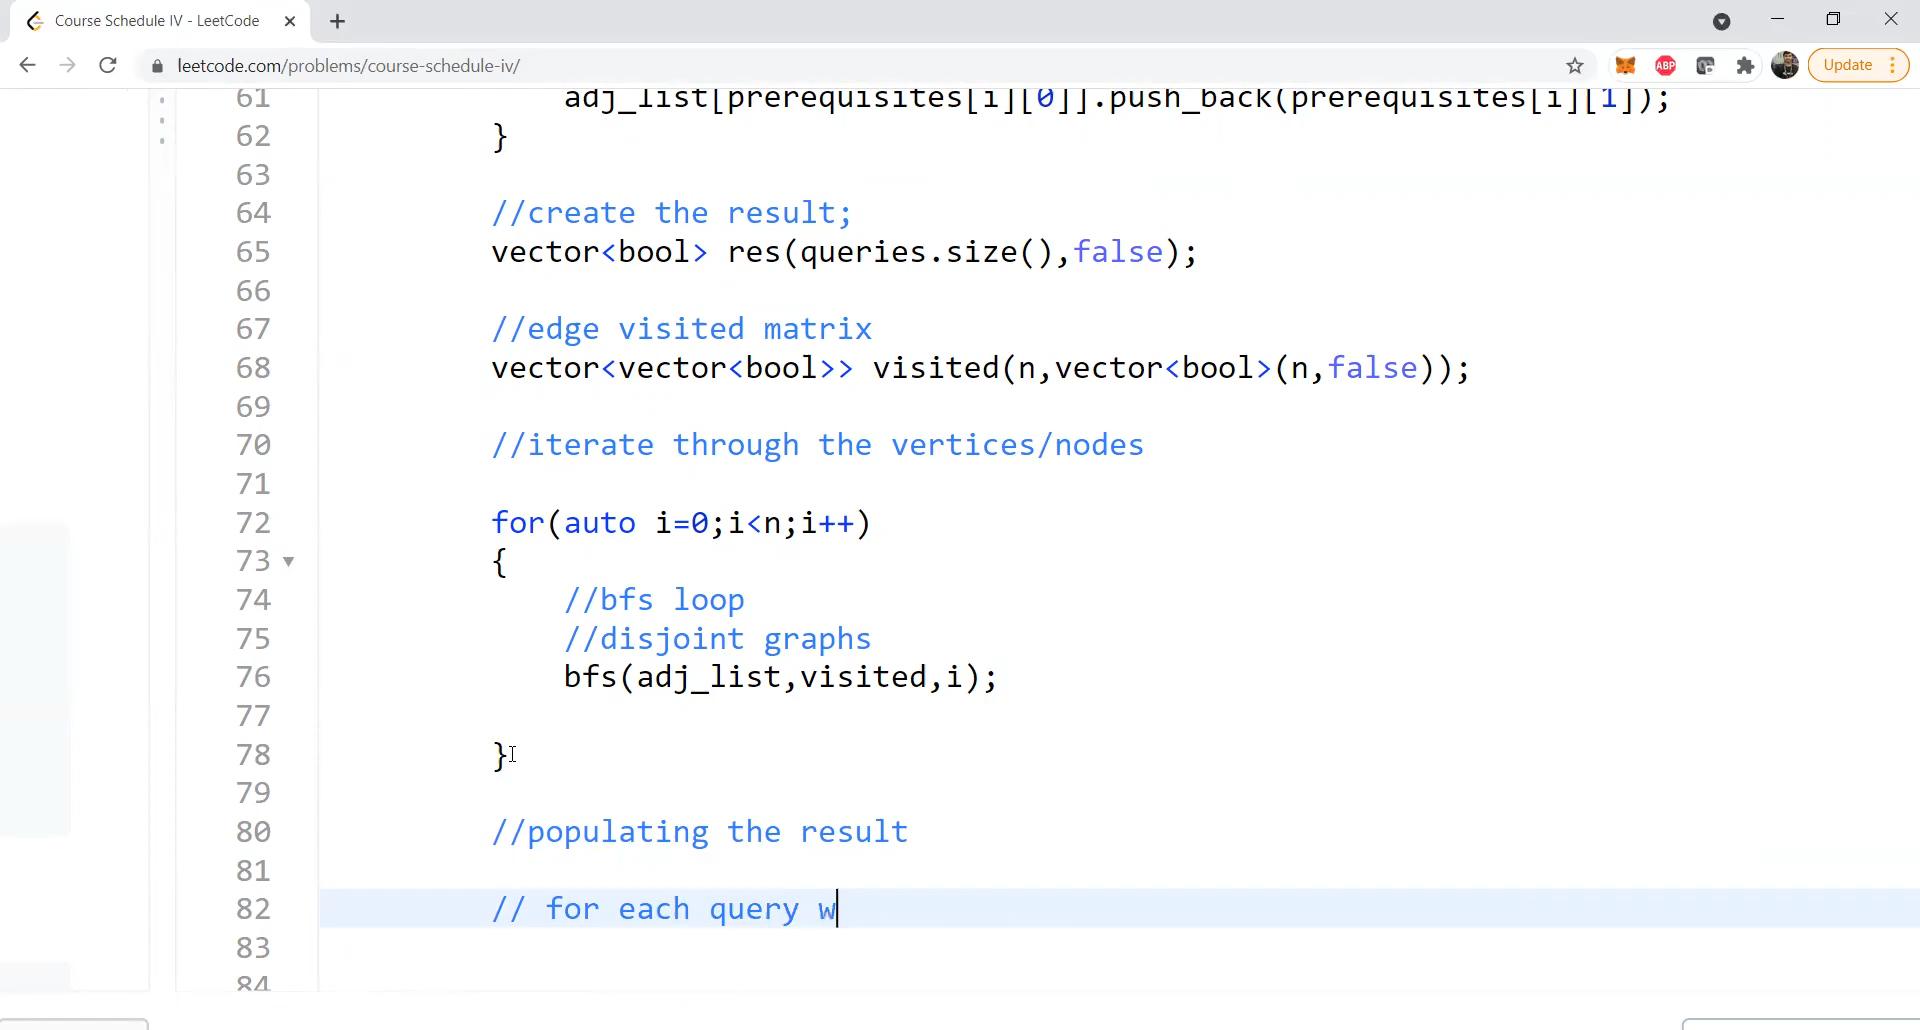 Course Schedule IV - LeetCode
leetcode.com/problems/course-schedule-iv/
ABP
Update
61 adj_list[prerequisites[i][0]].push_back(prerequisites[i][1]);
62 }
63
64 //create the result;
65 vector<bool> res(queries.size(),false);
66
67 //edge visited matrix
68 vector<vector<bool>> visited(n,vector<bool>(n,false));
69
70 //iterate through the vertices/nodes
71
72 for(auto i=0;i<n;i++)
73 {
74 //bfs loop
75 //disjoint graphs
76 bfs(adj_list,visited,i);
77
78 }
79
80 //populating the result
81
82 // for each query w
83
84